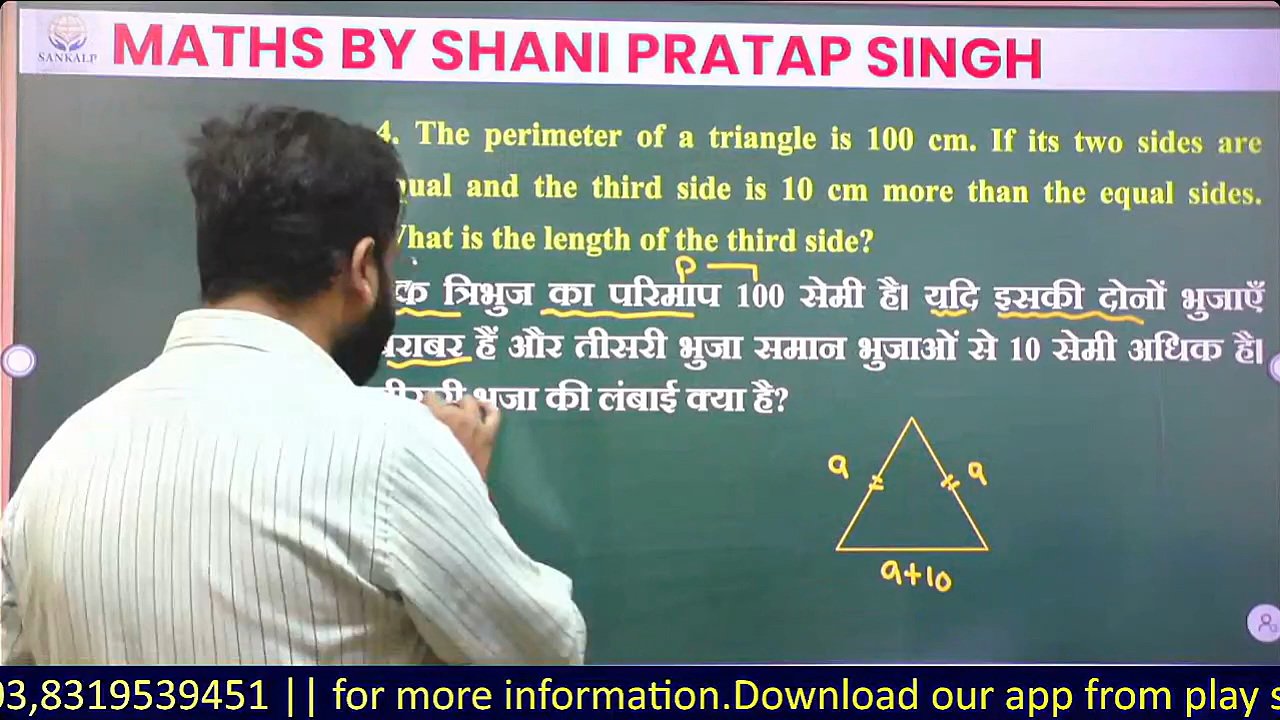 SANKALP
MATHS BY SHANI PRATAP SINGH
4. The perimeter of a triangle is 100 cm. If its two sides are
and the third side is 10 cm more than the equal sides.
What is the length of the third side?
P
त्रिभुज का परिमाप 100 सेमी है। यदि इसकी दोनों भुजाएँ
हैं और तीसरी भुजा समान भुजाओं से 10 सेमी अधिक है।
भुजा की लंबाई क्या है?
a a
a+10
03,8319539451 || for more information.Download our app from play s